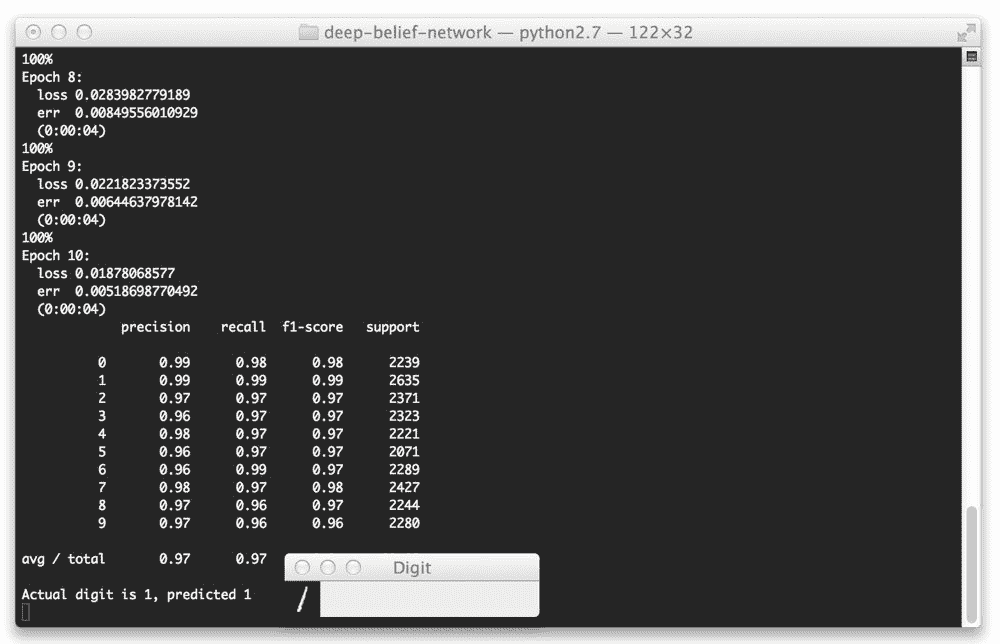 deep-belief-network — python2.7 — 122×32
100%
Epoch 8:
loss 0.0283982779189
err 0.00849556010929
(0:00:04)
100%
Epoch 9:
loss 0.0221823373552
err 0.00644637978142
(0:00:04)
100%
Epoch 10:
loss 0.01878068577
err 0.00518698770492
(0:00:04)
precision recall f1-score support
0 0.99 0.98 0.98 2239
1 0.99 0.99 0.99 2635
2 0.97 0.97 0.97 2371
3 0.96 0.97 0.97 2323
4 0.98 0.97 0.97 2221
5 0.96 0.97 0.97 2071
6 0.96 0.99 0.97 2289
7 0.98 0.97 0.98 2427
8 0.97 0.96 0.97 2244
9 0.97 0.96 0.96 2280
avg / total 0.97 0.97
Digit
Actual digit is 1, predicted 1